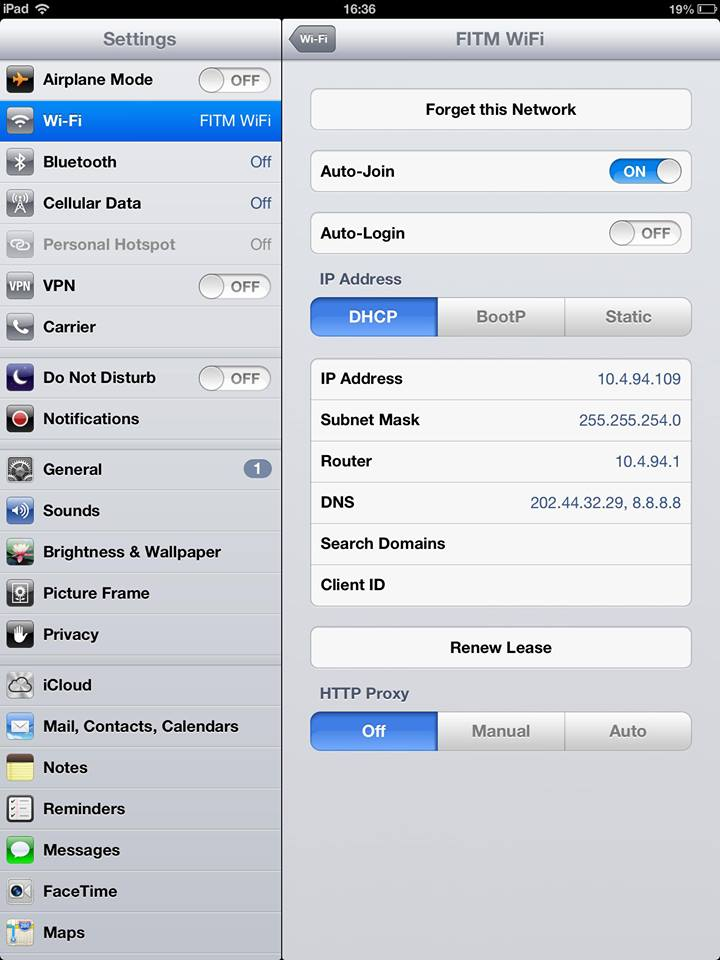 iPad 16:36 19%
Settings
Airplane Mode OFF
Wi-Fi FITM WiFi
Bluetooth Off
Cellular Data Off
Personal Hotspot Off
VPN VPN OFF
Carrier
Do Not Disturb OFF
Notifications
General 1
Sounds
Brightness & Wallpaper
Picture Frame
Privacy
iCloud
Mail, Contacts, Calendars
Notes
Reminders
Messages
FaceTime
Maps
Wi-Fi FITM WiFi
Forget this Network
Auto-Join ON
Auto-Login OFF
IP Address
DHCP BootP Static
IP Address 10.4.94.109
Subnet Mask 255.255.254.0
Router 10.4.94.1
DNS 202.44.32.29, 8.8.8.8
Search Domains
Client ID
Renew Lease
HTTP Proxy
Off Manual Auto